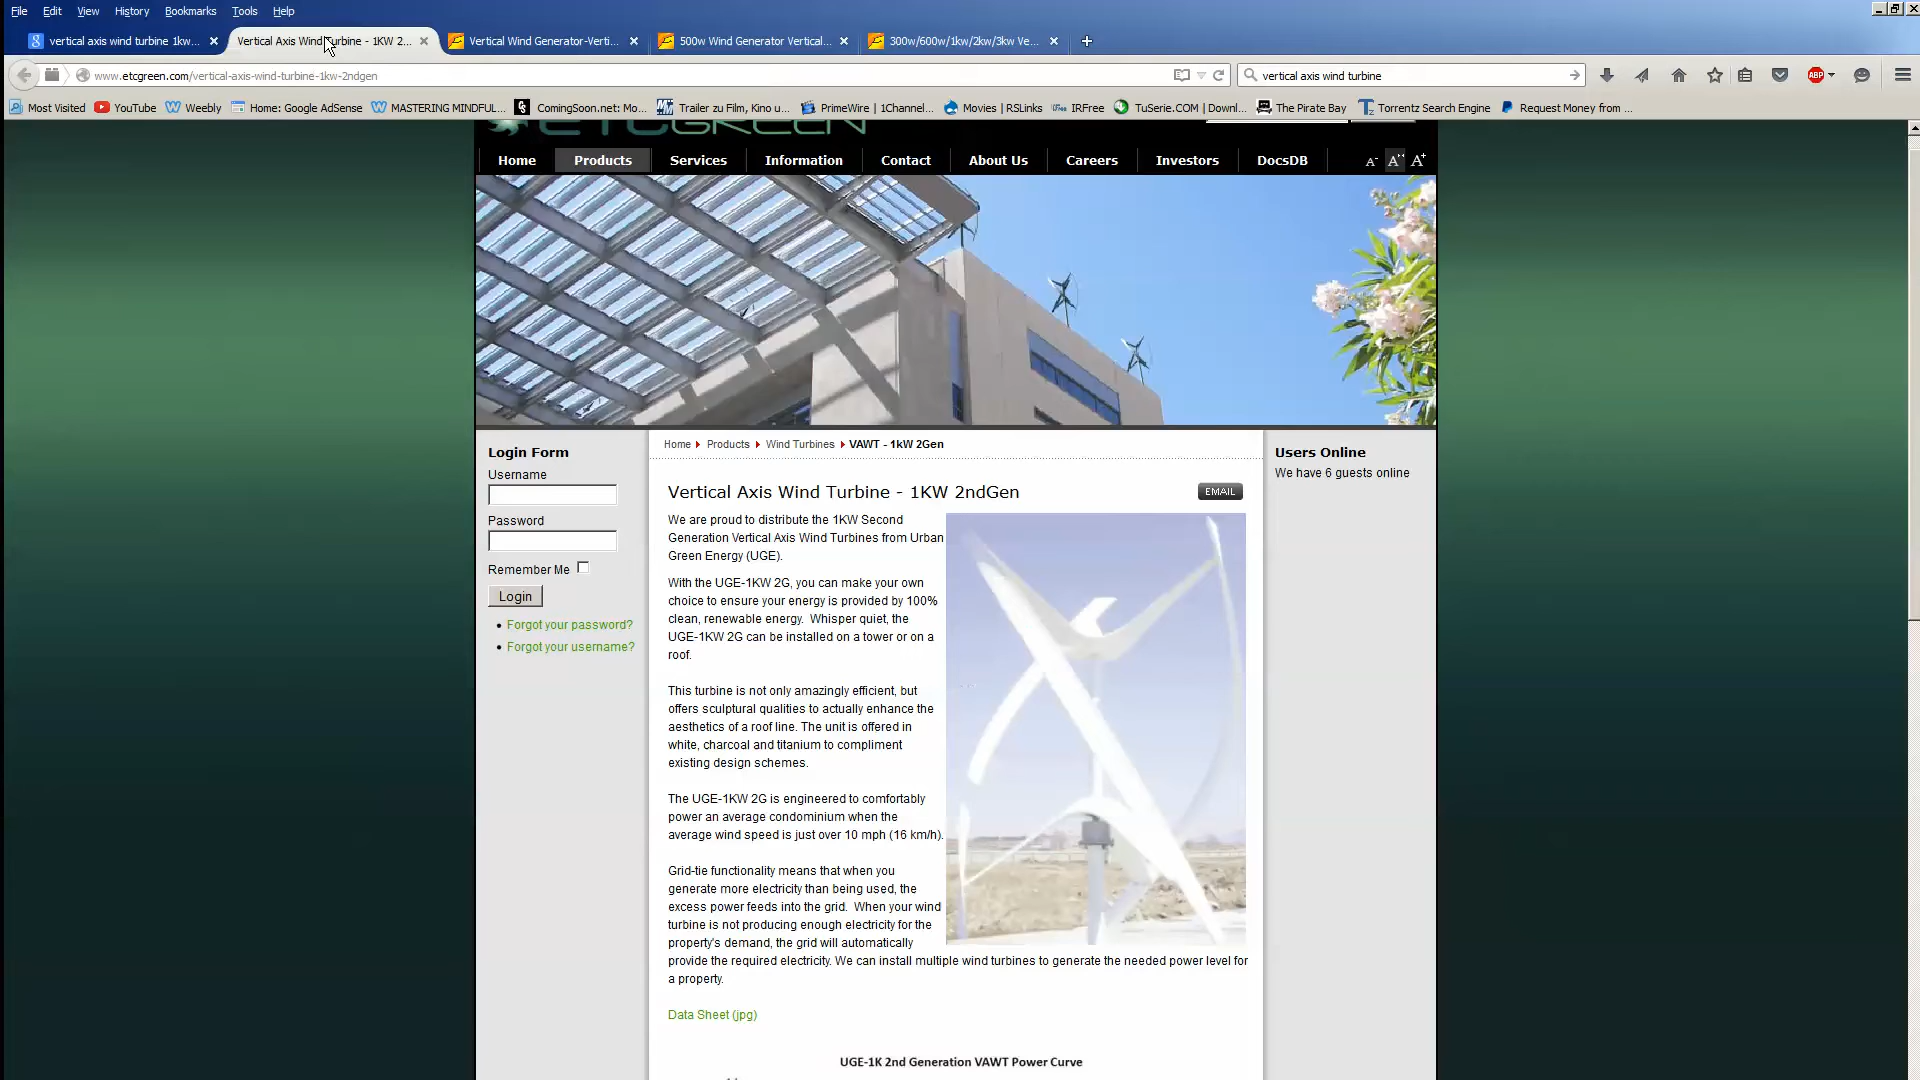 File Edit View History Bookmarks Tools Help
vertical axis wind turbine 1kw... Vertical Axis Wind Turbine - 1KW 2... Vertical Wind Generator-Verti... 500w Wind Generator Vertical... 300w/600w/1kw/2kw/3kw Ve...
www.etcgreen.com/vertical-axis-wind-turbine-1kw-2ndgen vertical axis wind turbine ABP
Most Visited YouTube Weebly Home: Google AdSense MASTERING MINDFUL... ComingSoon.net: Mo... Trailer zu Film, Kino u... PrimeWire | 1Channel... Movies | RSLinks IRFree TuSerie.COM | Downl... The Pirate Bay Torrentz Search Engine Request Money from ...
ETCGREEN
Home Products Services Information Contact About Us Careers Investors DocsDB A- A A+
Home Products Wind Turbines VAWT - 1kW 2Gen
Login Form
Username
Password
Remember Me
Login
Forgot your password?
Forgot your username?
Vertical Axis Wind Turbine - 1KW 2ndGen
EMAIL
We are proud to distribute the 1KW Second
Generation Vertical Axis Wind Turbines from Urban
Green Energy (UGE).
With the UGE-1KW 2G, you can make your own
choice to ensure your energy is provided by 100%
clean, renewable energy. Whisper quiet, the
UGE-1KW 2G can be installed on a tower or on a
roof.
This turbine is not only amazingly efficient, but
offers sculptural qualities to actually enhance the
aesthetics of a roof line. The unit is offered in
white, charcoal and titanium to compliment
existing design schemes.
The UGE-1KW 2G is engineered to comfortably
power an average condominium when the
average wind speed is just over 10 mph (16 km/h).
Grid-tie functionality means that when you
generate more electricity than being used, the
excess power feeds into the grid. When your wind
turbine is not producing enough electricity for the
property's demand, the grid will automatically
provide the required electricity. We can install multiple wind turbines to generate the needed power level for
a property.
Data Sheet (jpg)
UGE-1K 2nd Generation VAWT Power Curve
Users Online
We have 6 guests online